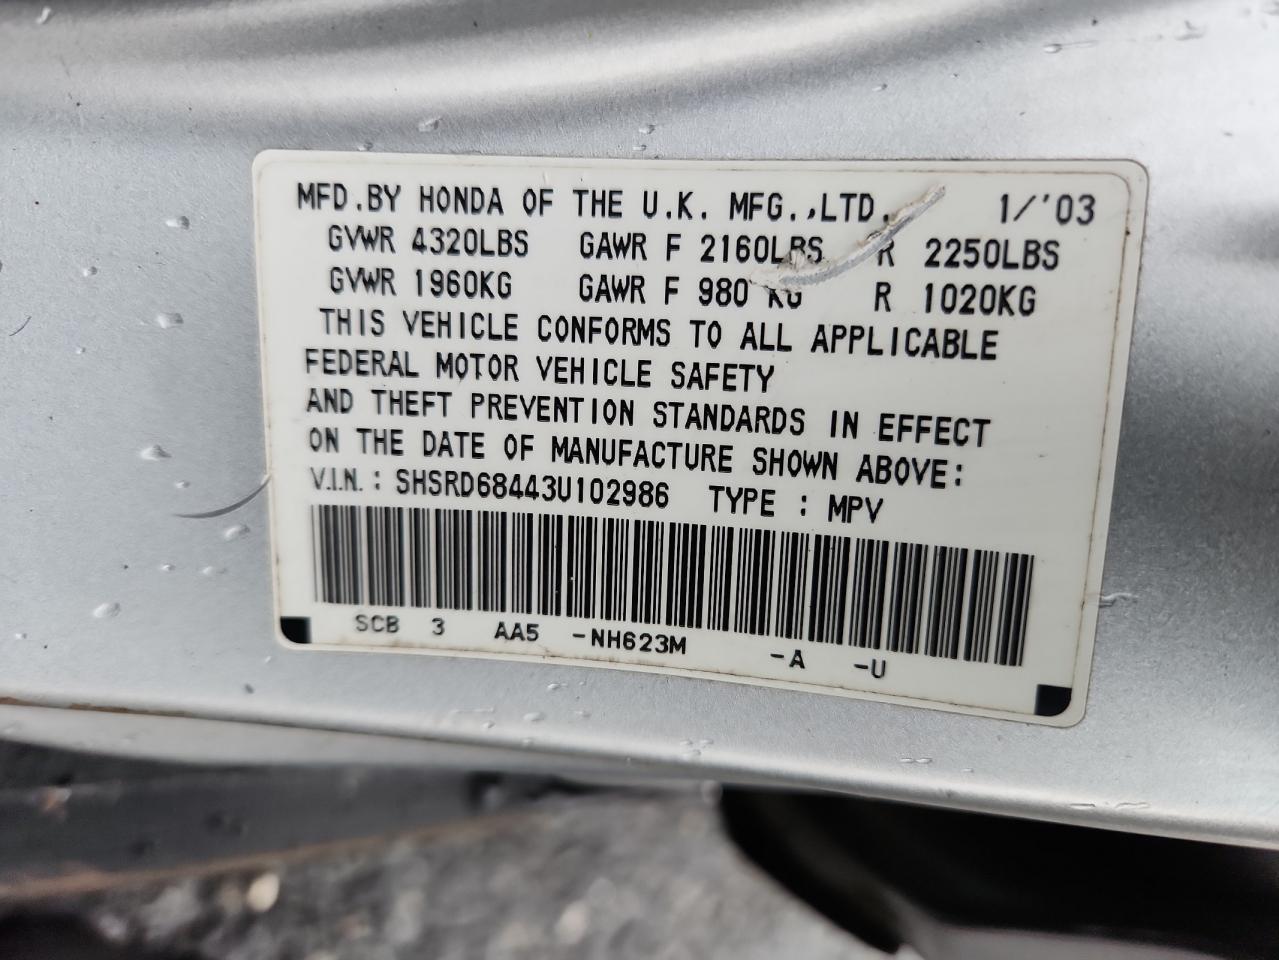 MFD.BY HONDA OF THE U.K. MFG.,LTD. 1/'03
GVWR 4320LBS GAWR F 2160LBS R 2250LBS
GVWR 1960KG GAWR F 980 KG R 1020KG
THIS VEHICLE CONFORMS TO ALL APPLICABLE
FEDERAL MOTOR VEHICLE SAFETY
AND THEFT PREVENTION STANDARDS IN EFFECT
ON THE DATE OF MANUFACTURE SHOWN ABOVE:
V.I.N.: SHSRD68443U102986 TYPE : MPV
SCB 3 AA5 -NH623M -A -U